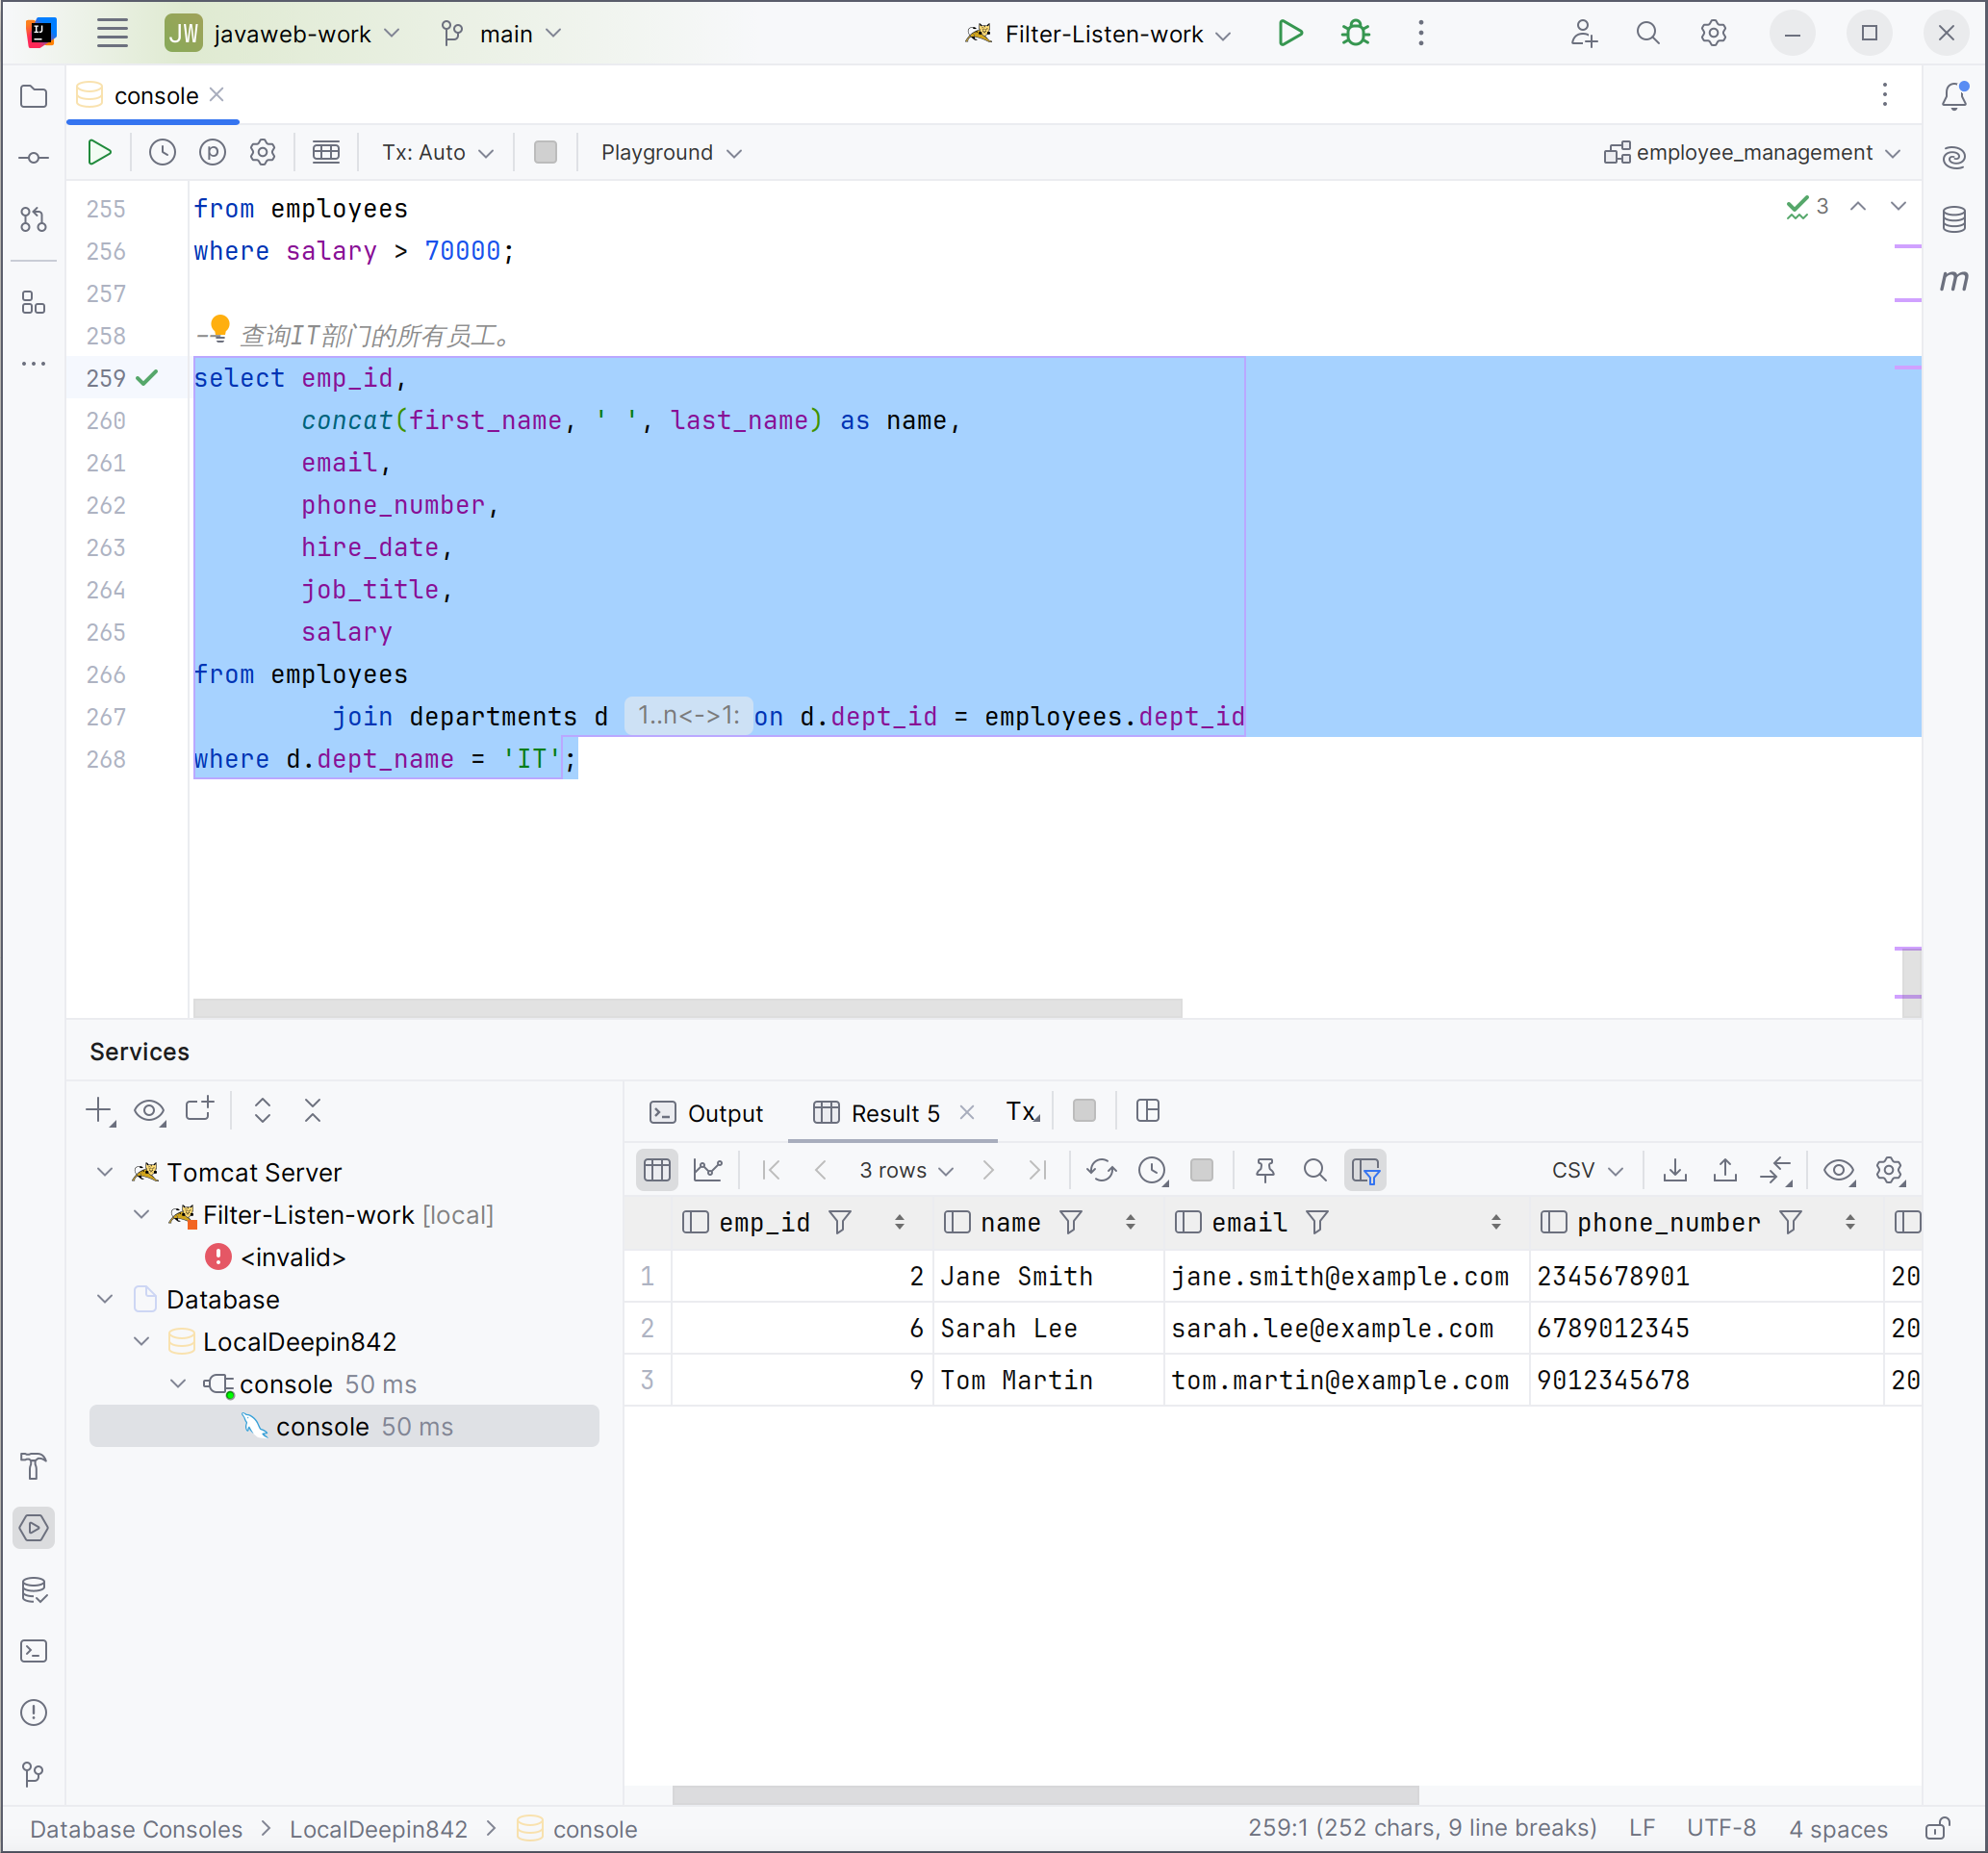 JW javaweb-work main Filter-Listen-work
console
Tx: Auto Playground employee_management
255 from employees
3
256 where salary > 70000;
257
258 -- 查询IT部门的所有员工。
259 select emp_id,
260 concat(first_name, ' ', last_name) as name,
261 email,
262 phone_number,
263 hire_date,
264 job_title,
265 salary
266 from employees
267 join departments d 1..n<->1: on d.dept_id = employees.dept_id
268 where d.dept_name = 'IT';
Services
Tomcat Server
Filter-Listen-work [local]
<invalid>
Database
LocalDeepin842
console 50 ms
console 50 ms
Output Result 5 Tx
3 rows CSV
emp_id name email phone_number
1 2 Jane Smith jane.smith@example.com 2345678901 20
2 6 Sarah Lee sarah.lee@example.com 6789012345 20
3 9 Tom Martin tom.martin@example.com 9012345678 20
Database Consoles > LocalDeepin842 > console 259:1 (252 chars, 9 line breaks) LF UTF-8 4 spaces